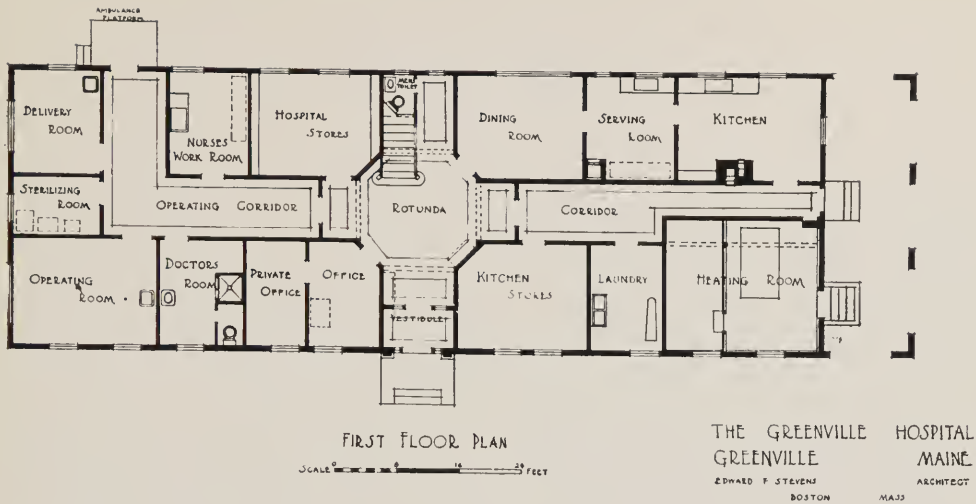 AMBULANCE
PLATFORM
DELIVERY
ROOM
NURSES
WORK ROOM
HOSPITAL
STORES
MENS
TOILET
DINING
ROOM
SERVING
ROOM
KITCHEN
STERILIZING
ROOM
OPERATING CORRIDOR
ROTUNDA
CORRIDOR
OPERATING
ROOM
DOCTORS
ROOM
PRIVATE
OFFICE
OFFICE
KITCHEN
STORES
LAUNDRY
HEATING ROOM
VESTIBULE
FIRST FLOOR PLAN
SCALE 0 8 16 24 FEET
THE GREENVILLE HOSPITAL
GREENVILLE MAINE
EDWARD F STEVENS ARCHITECT
BOSTON MASS